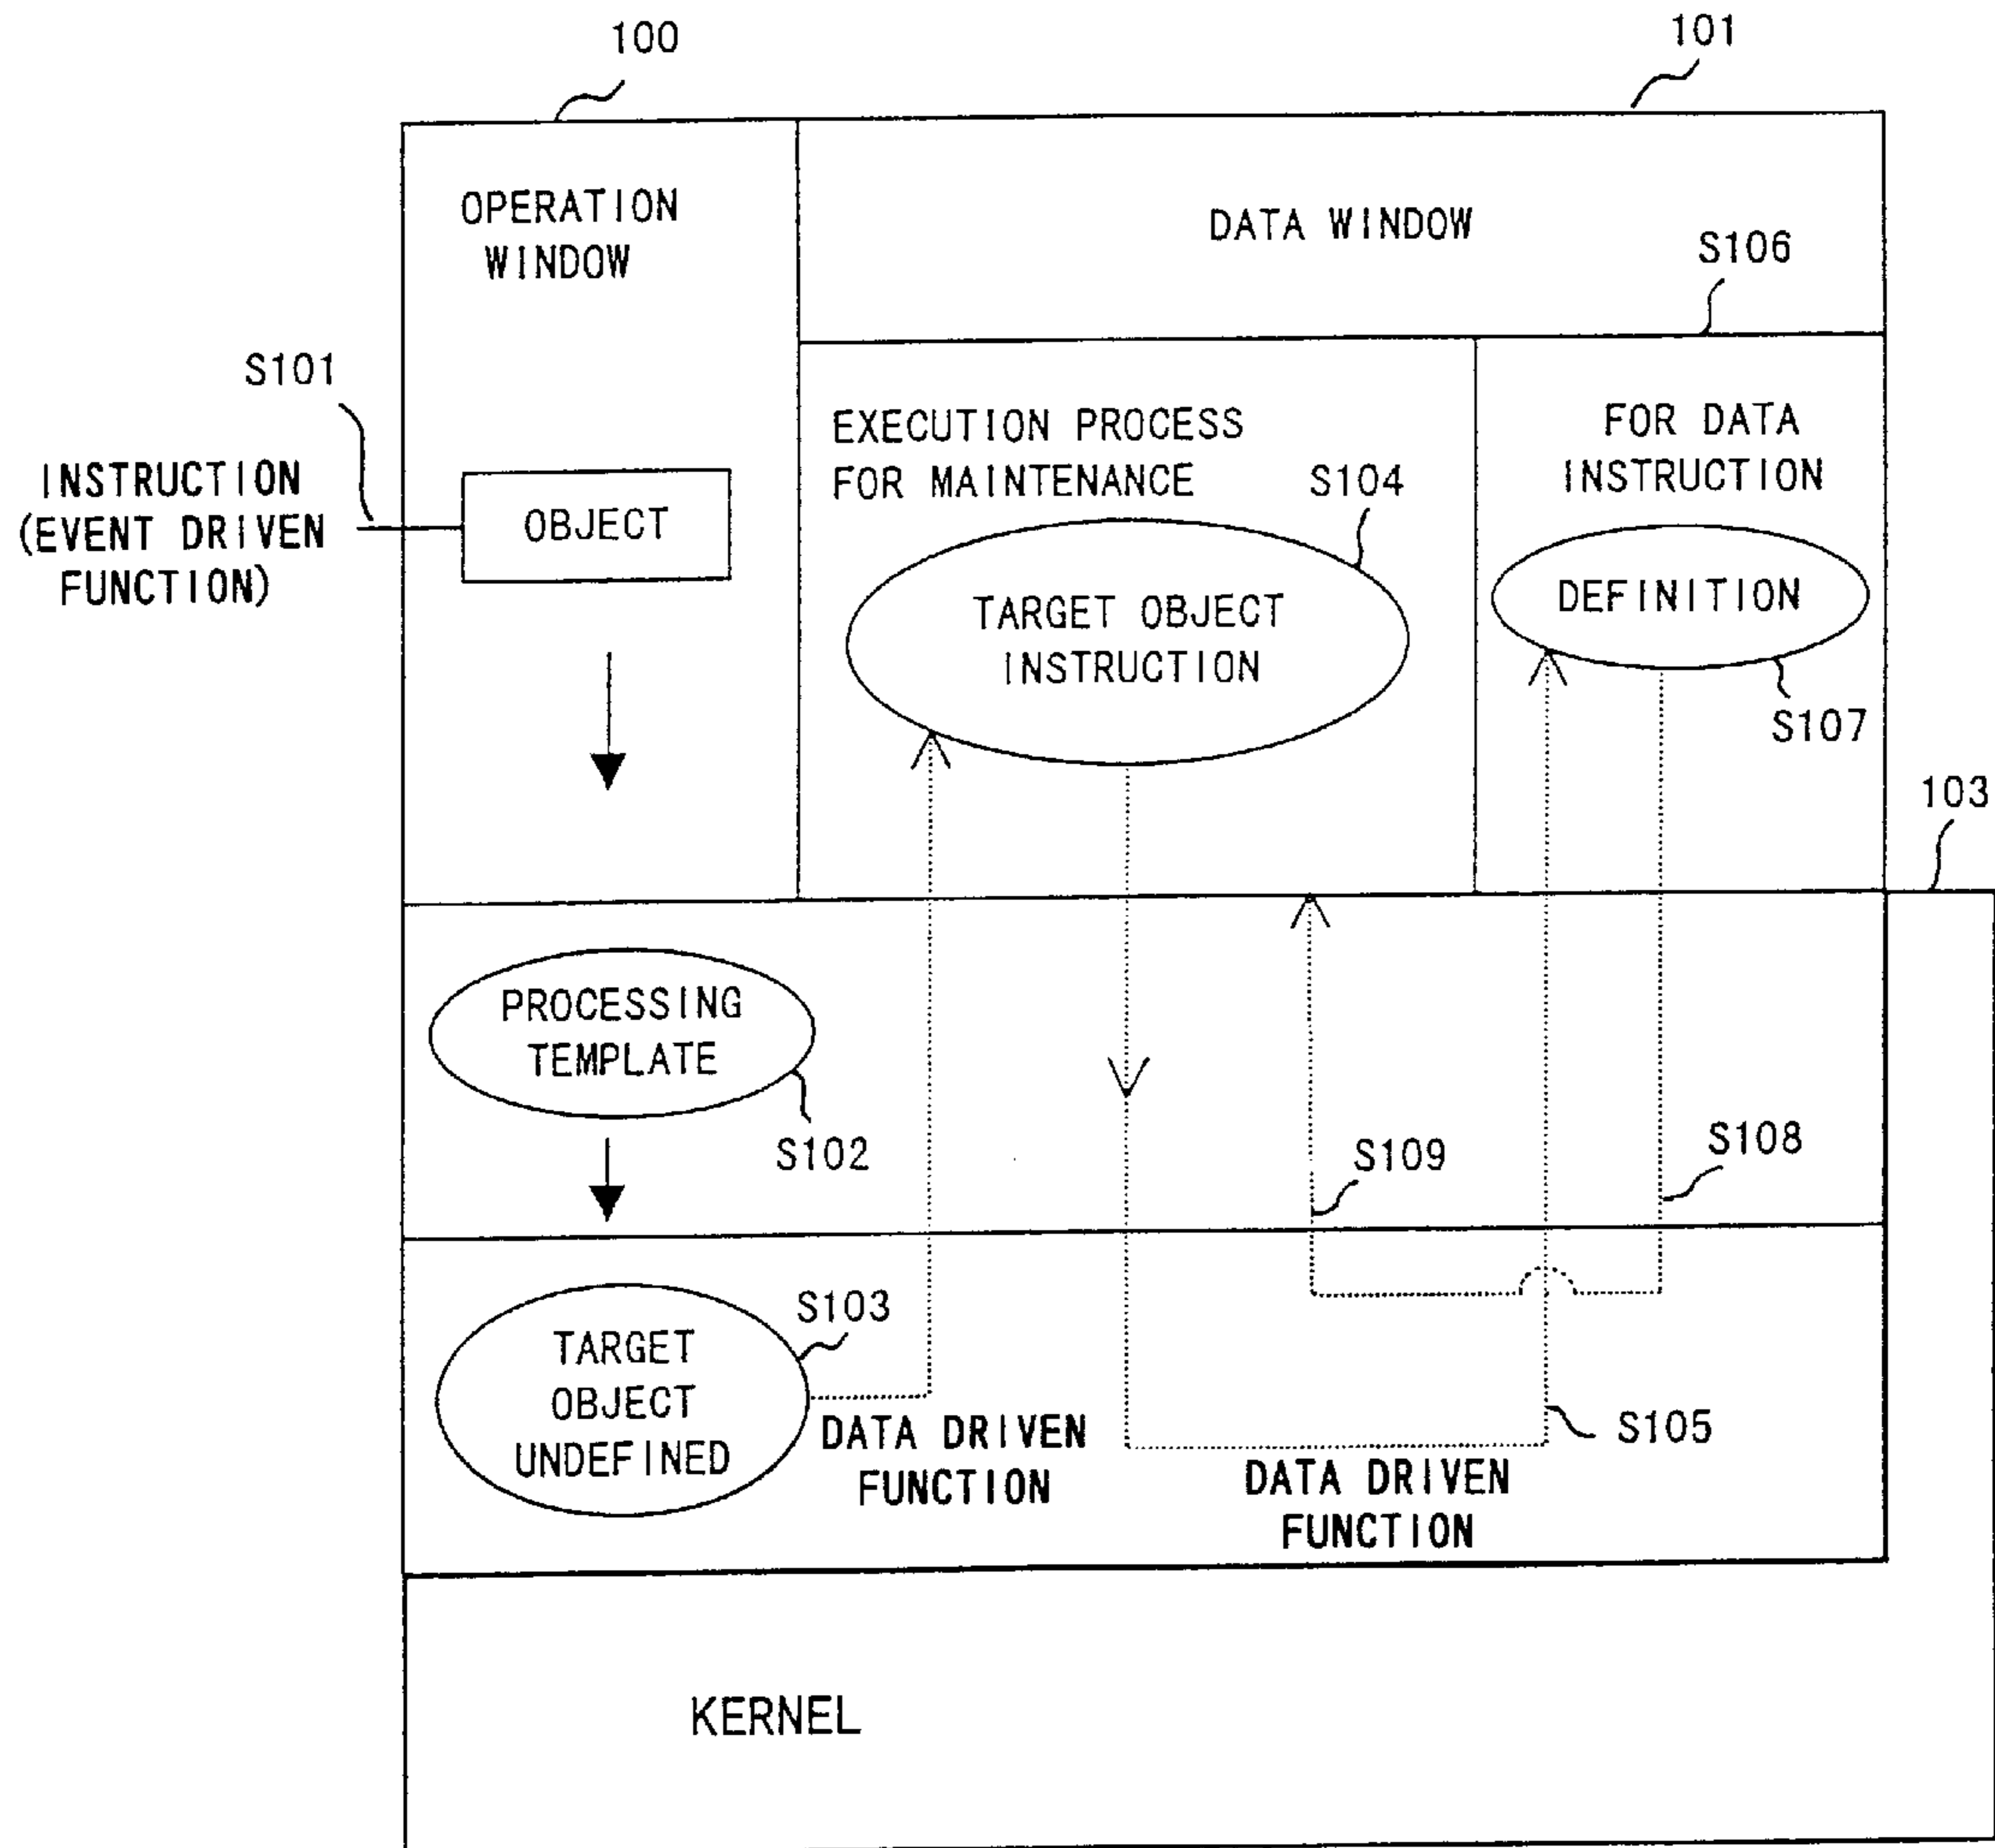 100
101
OPERATION
WINDOW
DATA WINDOW
S106
S101
INSTRUCTION
(EVENT DRIVEN
FUNCTION)
OBJECT
EXECUTION PROCESS
FOR MAINTENANCE
S104
TARGET OBJECT
INSTRUCTION
FOR DATA
INSTRUCTION
DEFINITION
S107
103
PROCESSING
TEMPLATE
S102
S109
S108
TARGET
OBJECT
UNDEFINED
S103
DATA DRIVEN
FUNCTION
S105
DATA DRIVEN
FUNCTION
KERNEL